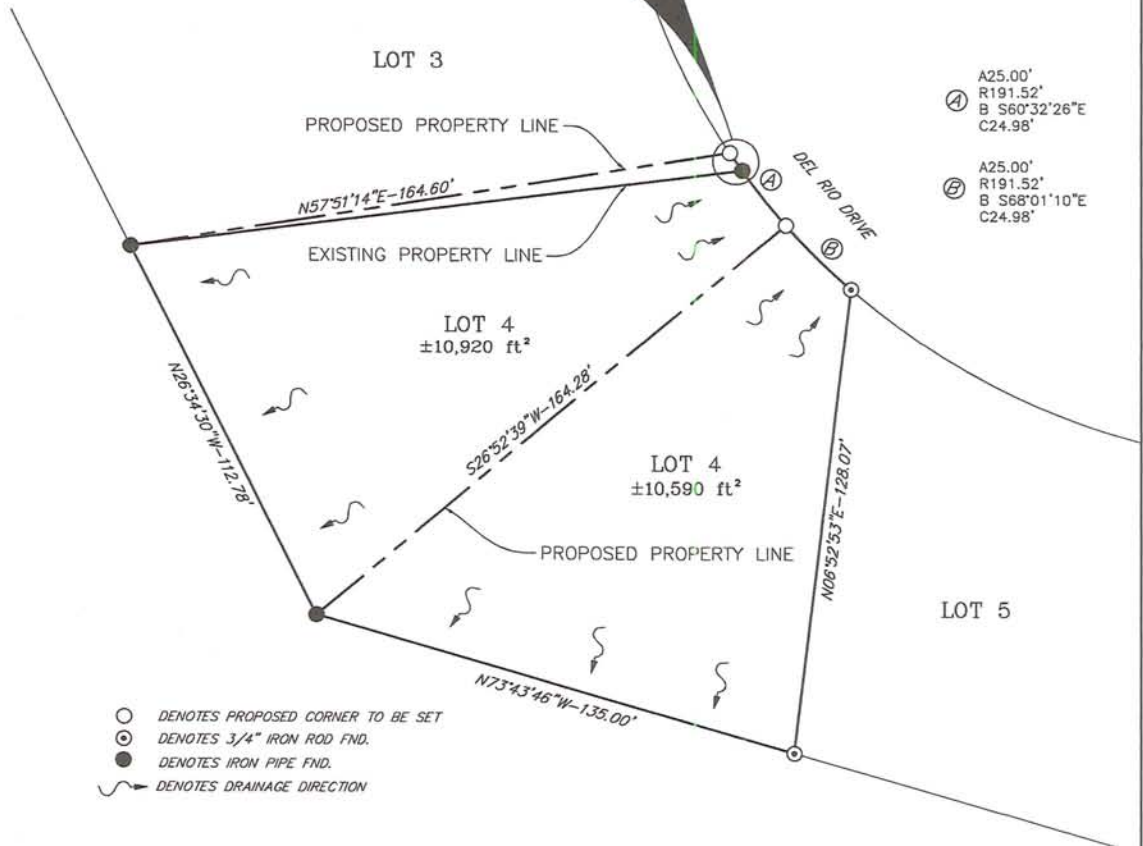 LOT 3
PROPOSED PROPERTY LINE
N57°51'14"E-164.60'
EXISTING PROPERTY LINE
A
DEL RIO DRIVE
B
A
A25.00'
R191.52'
B S60°32'26"E
C24.98'
B
A25.00'
R191.52'
B S68°01'10"E
C24.98'
LOT 4
±10,920 ft²
N26°34'30"W-112.78'
S26°52'39"W-164.28'
LOT 4
±10,590 ft²
PROPOSED PROPERTY LINE
N06°52'53"E-128.07'
LOT 5
N73°43'46"W-135.00'
DENOTES PROPOSED CORNER TO BE SET
DENOTES 3/4" IRON ROD FND.
DENOTES IRON PIPE FND.
DENOTES DRAINAGE DIRECTION